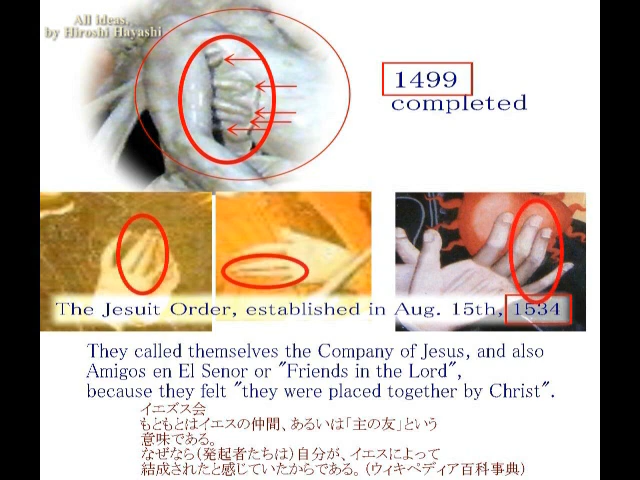 All ideas,
by Hiroshi Hayashi
1499
completed
The Jesuit Order, established in Aug. 15th, 1534
They called themselves the Company of Jesus, and also
Amigos en El Senor or "Friends in the Lord",
because they felt "they were placed together by Christ".
イエズス会
もともとはイエスの仲間、あるいは「主の友」という
意味である。
なぜなら(発起者たちは)自分が、イエスによって
結成されたと感じていたからである。(ウィキペディア百科事典)